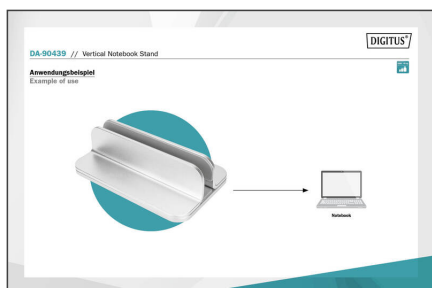 DIGITUS®
DA-90439 // Vertical Notebook Stand
Anwendungsbeispiel
Example of use
Notebook